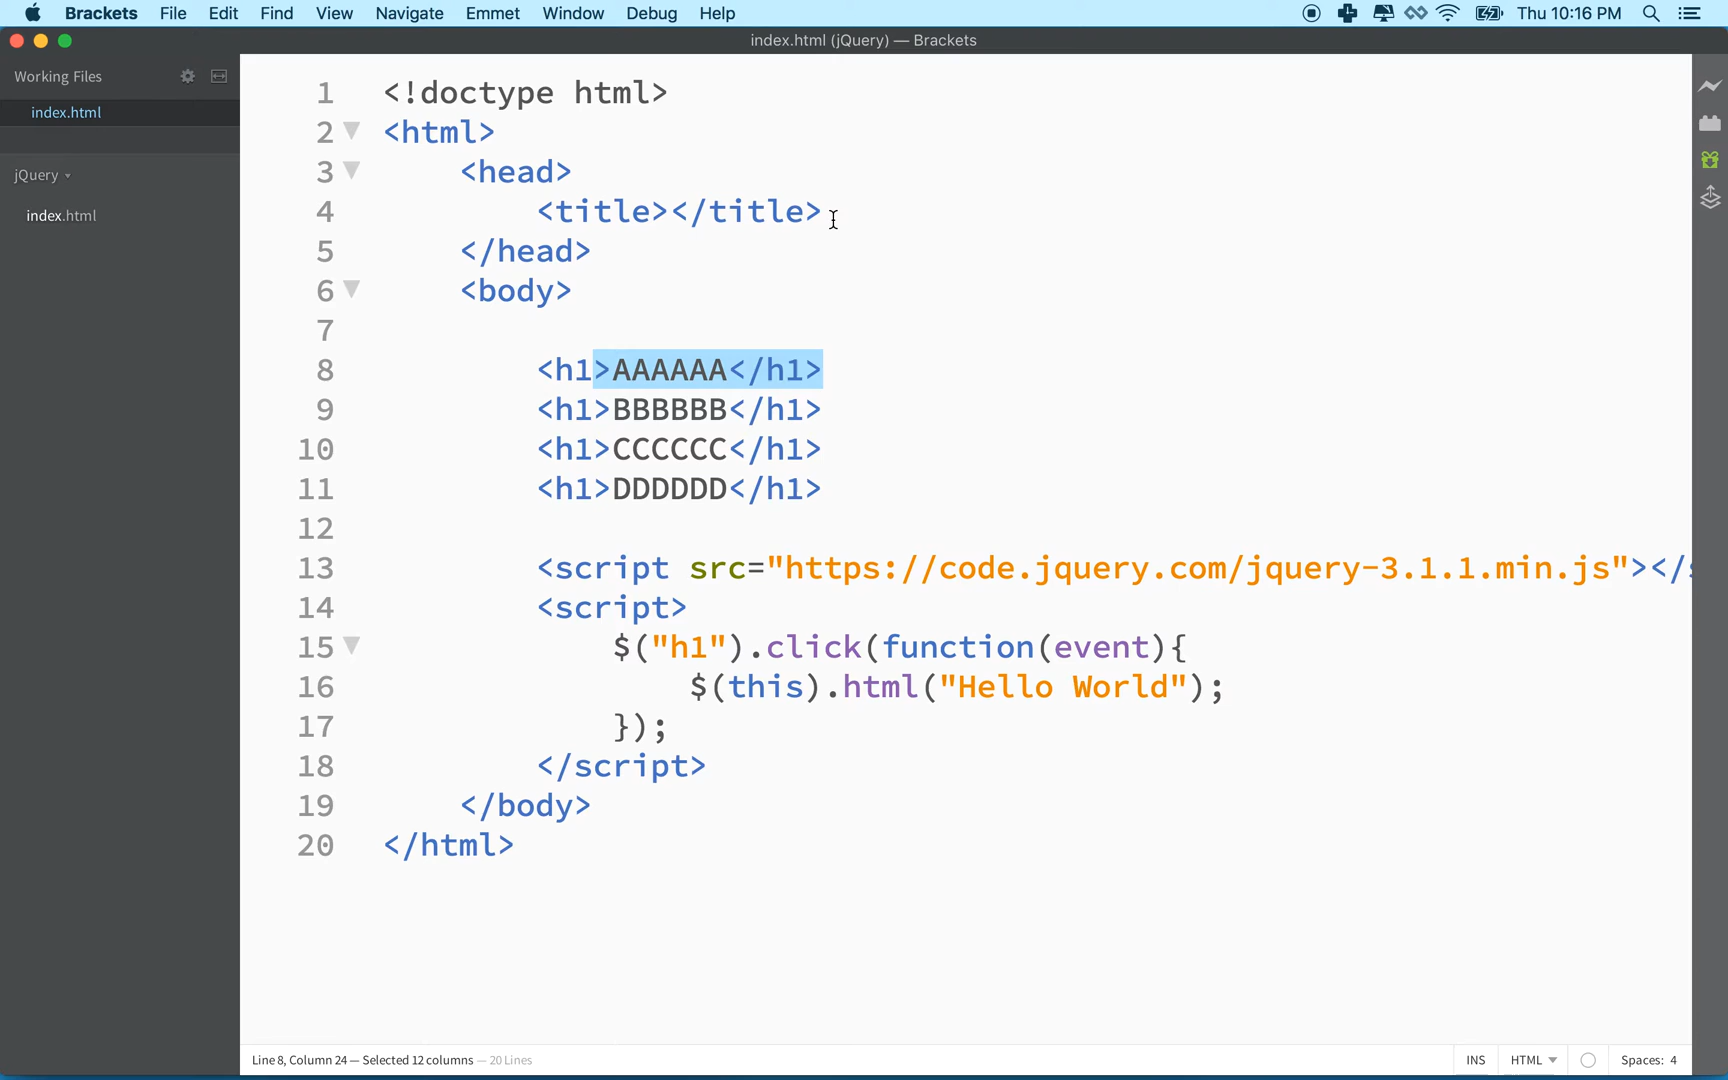 Brackets File Edit Find View Navigate Emmet Window Debug Help Thu 10:16 PM
index.html (jQuery) — Brackets
Working Files
index.html
jQuery
index.html
1 <!doctype html>
2 <html>
3 <head>
4 <title></title>
5 </head>
6 <body>
7
8 <h1>AAAAAA</h1>
9 <h1>BBBBBB</h1>
10 <h1>CCCCCC</h1>
11 <h1>DDDDDD</h1>
12
13 <script src="https://code.jquery.com/jquery-3.1.1.min.js"></
14 <script>
15 $("h1").click(function(event){
16 $(this).html("Hello World");
17 });
18 </script>
19 </body>
20 </html>
Line 8, Column 24 — Selected 12 columns — 20 Lines INS HTML Spaces: 4